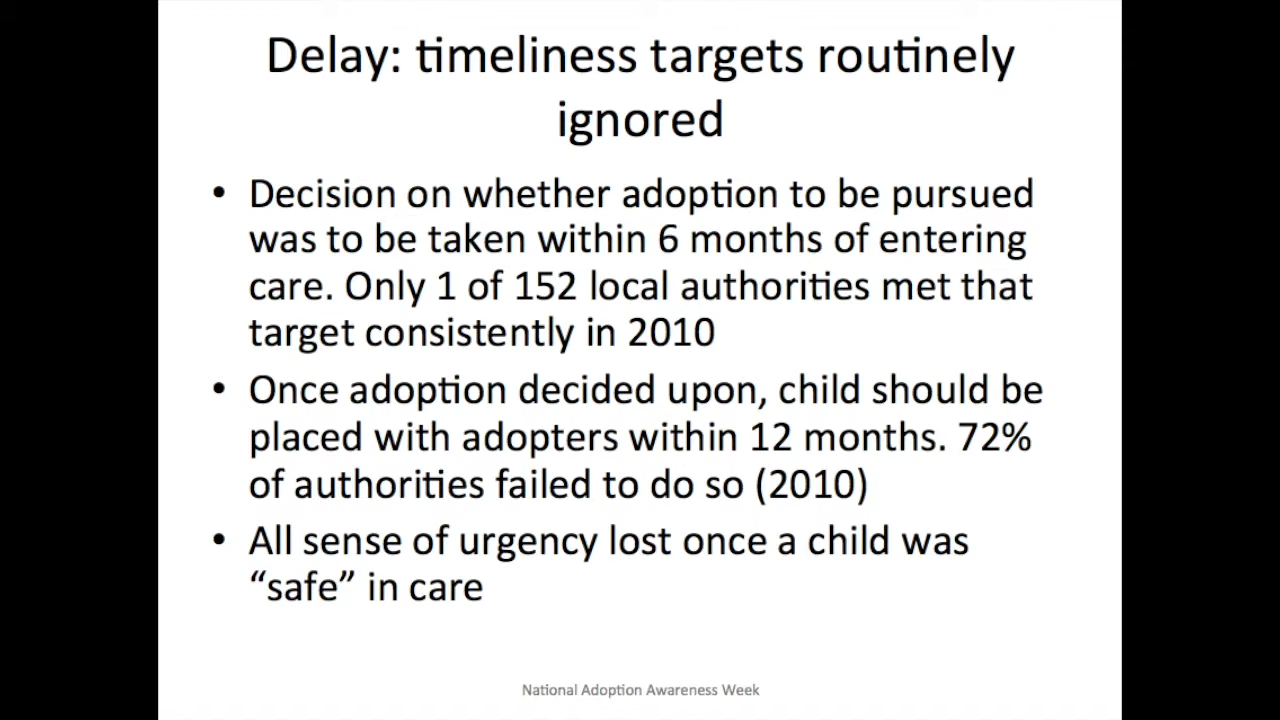 Delay: timeliness targets routinely
ignored
• Decision on whether adoption to be pursued
was to be taken within 6 months of entering
care. Only 1 of 152 local authorities met that
target consistently in 2010
• Once adoption decided upon, child should be
placed with adopters within 12 months. 72%
of authorities failed to do so (2010)
• All sense of urgency lost once a child was
“safe” in care
National Adoption Awareness Week